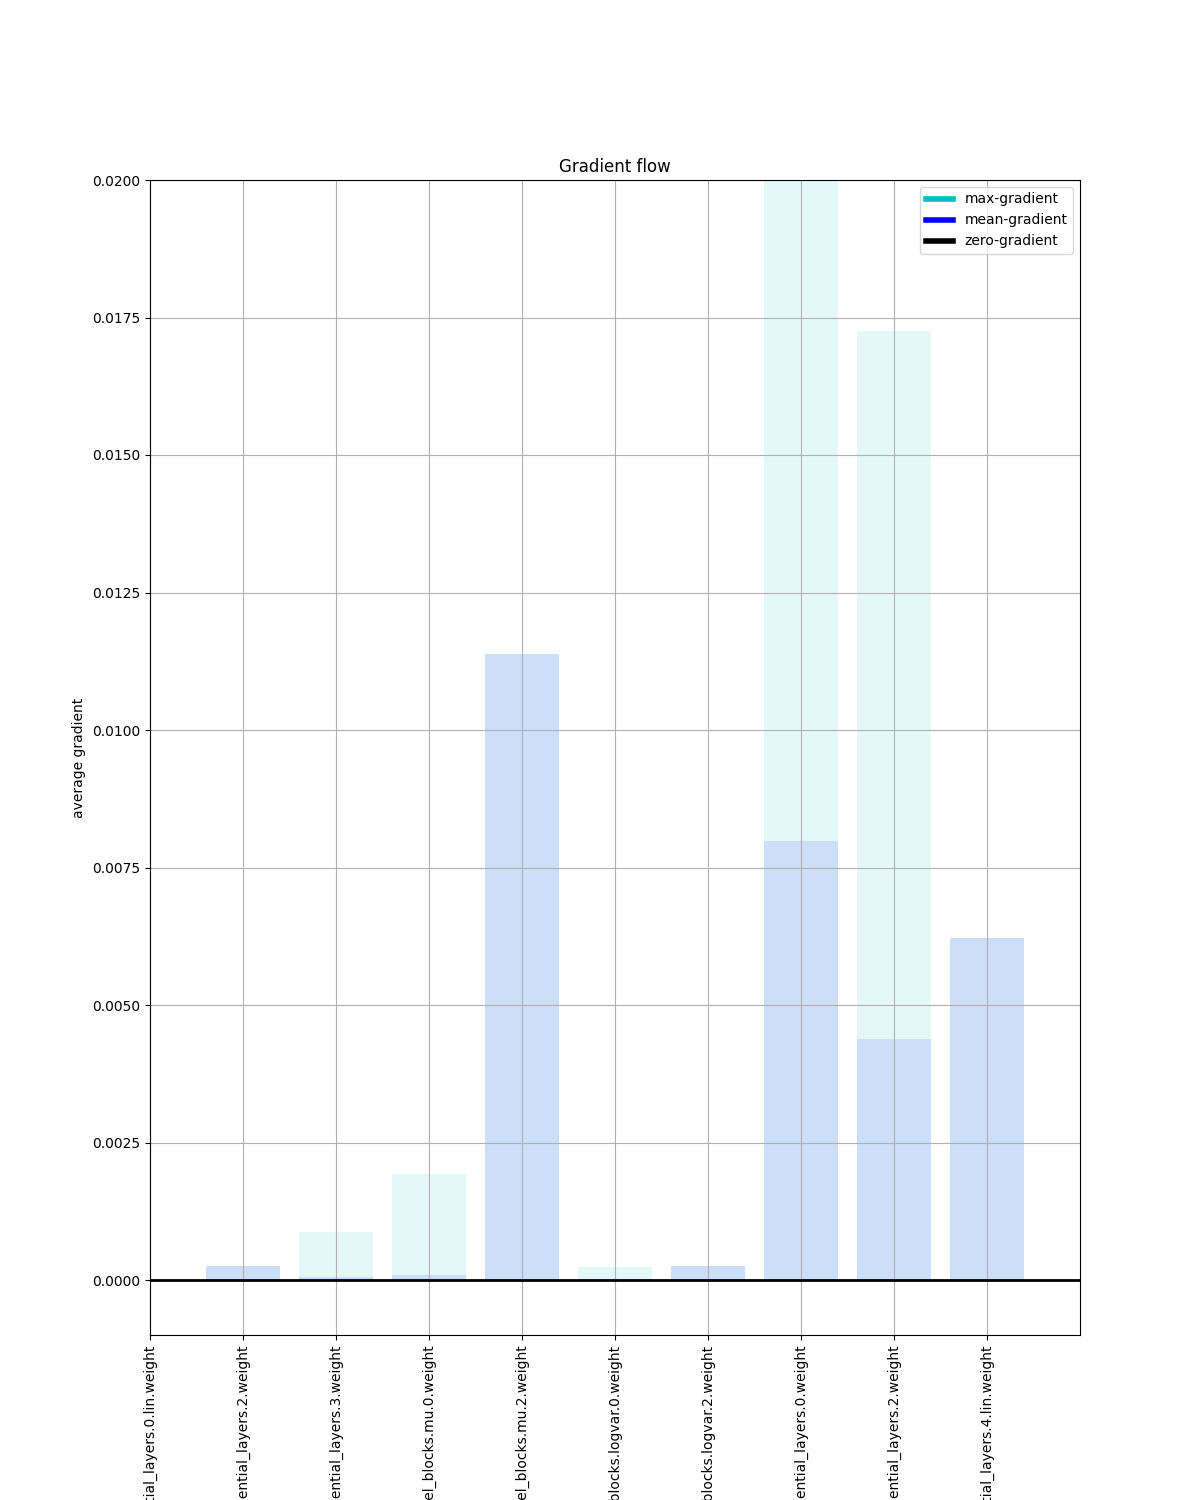 Gradient flow
max-gradient
mean-gradient
zero-gradient
0.0200
0.0175
0.0150
0.0125
0.0100
0.0075
0.0050
0.0025
0.0000
average gradient
tial_layers.0.lin.weight
ential_layers.2.weight
ential_layers.3.weight
el_blocks.mu.0.weight
el_blocks.mu.2.weight
blocks.logvar.0.weight
blocks.logvar.2.weight
ential_layers.0.weight
ential_layers.2.weight
tial_layers.4.lin.weight